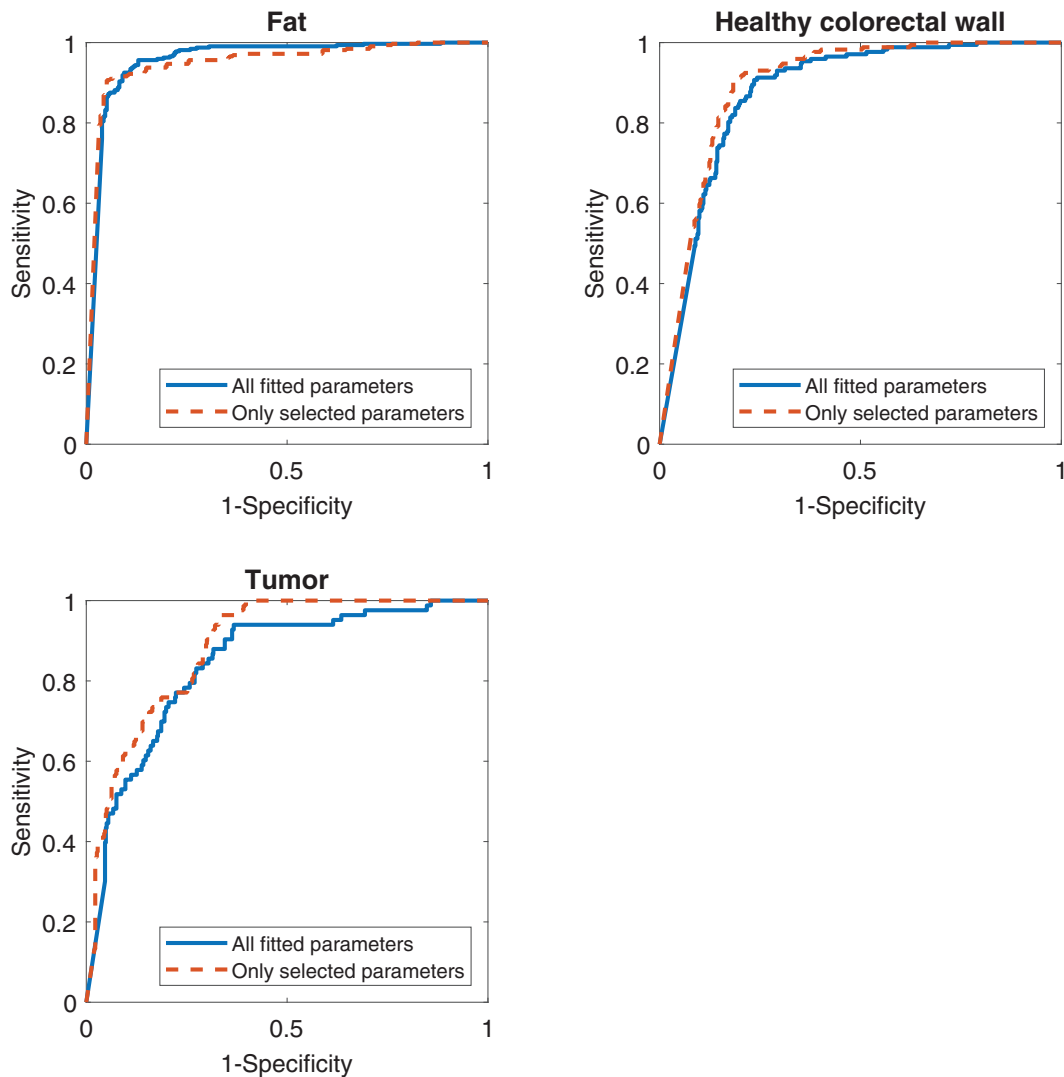 Fat
1
0.8
0.6
0.4
0.2
0
Sensitivity
All fitted parameters
Only selected parameters
0
0.5
1
1-Specificity
Healthy colorectal wall
1
0.8
0.6
0.4
0.2
0
Sensitivity
All fitted parameters
Only selected parameters
0
0.5
1
1-Specificity
Tumor
1
0.8
0.6
0.4
0.2
0
Sensitivity
All fitted parameters
Only selected parameters
0
0.5
1
1-Specificity